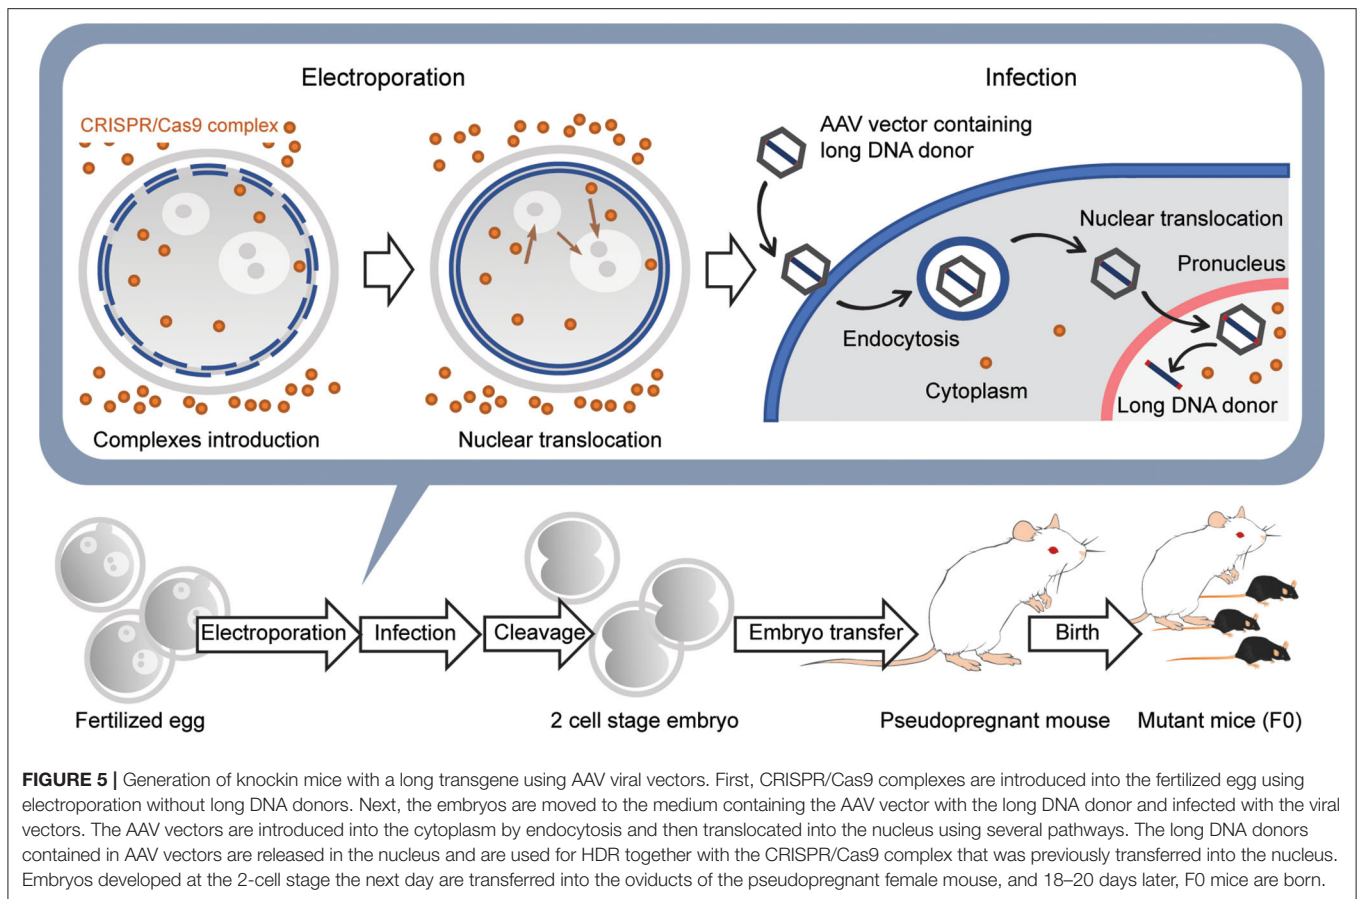 Electroporation
Infection
CRISPR/Cas9 complex
AAV vector containing
long DNA donor
Nuclear translocation
Pronucleus
Endocytosis
Cytoplasm
Long DNA donor
Complexes introduction
Nuclear translocation
Electroporation
Infection
Cleavage
Embryo transfer
Birth
Fertilized egg
2 cell stage embryo
Pseudopregnant mouse
Mutant mice (F0)
FIGURE 5 | Generation of knockin mice with a long transgene using AAV viral vectors. First, CRISPR/Cas9 complexes are introduced into the fertilized egg using
electroporation without long DNA donors. Next, the embryos are moved to the medium containing the AAV vector with the long DNA donor and infected with the viral
vectors. The AAV vectors are introduced into the cytoplasm by endocytosis and then translocated into the nucleus using several pathways. The long DNA donors
contained in AAV vectors are released in the nucleus and are used for HDR together with the CRISPR/Cas9 complex that was previously transferred into the nucleus.
Embryos developed at the 2-cell stage the next day are transferred into the oviducts of the pseudopregnant female mouse, and 18–20 days later, F0 mice are born.